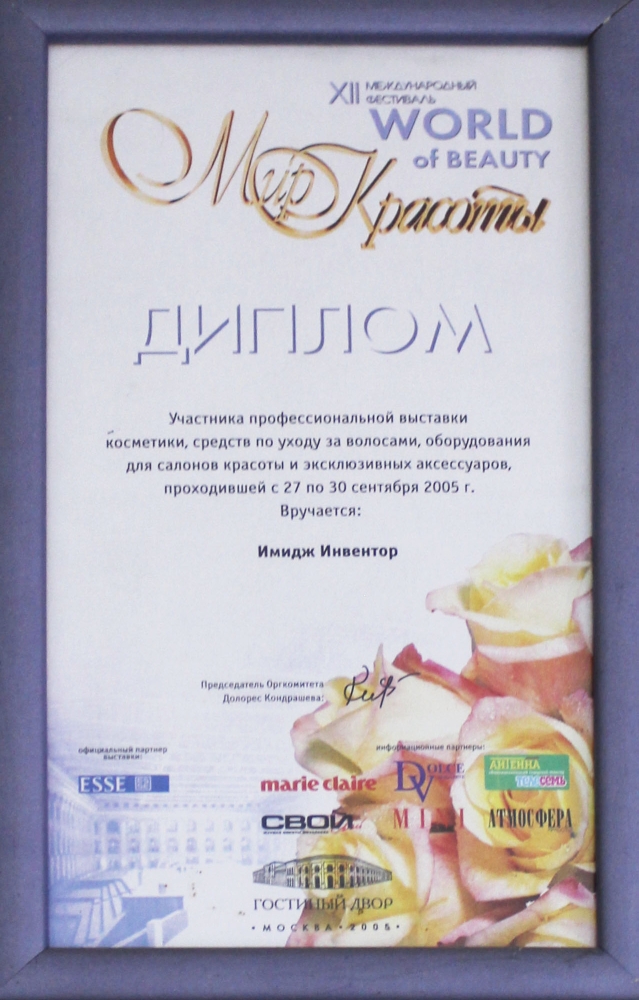 XII МЕЖДУНАРОДНЫЙ
ФЕСТИВАЛЬ
WORLD
of BEAUTY
Мир Красоты
ДИПЛОМ
Участника профессиональной выставки
косметики, средств по уходу за волосами, оборудования
для салонов красоты и эксклюзивных аксессуаров,
проходившей с 27 по 30 сентября 2005 г.
Вручается:
Имидж Инвентор
Председатель Оргкомитета
Долорес Кондрашева:
официальный партнер
выставки:
информационные партнеры:
ESSE
marie claire
DOLCE
V
АНТЕННА
ТЕЛЕСЕМЬ
СВОЙ
MINI
АТМОСФЕРА
ГОСТИНЫЙ ДВОР
• МОСКВА • 2005 •